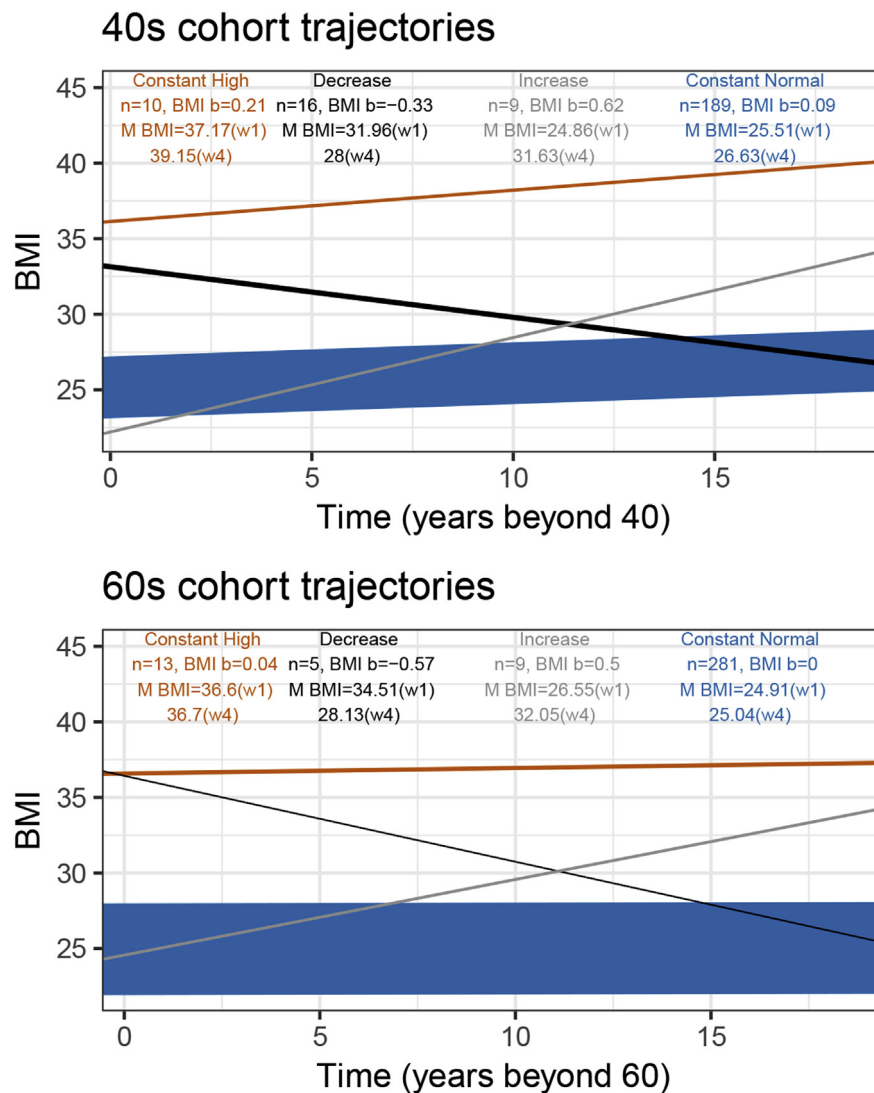 40s cohort trajectories
Constant High Decrease Increase Constant Normal
n=10, BMI b=0.21 n=16, BMI b=−0.33 n=9, BMI b=0.62 n=189, BMI b=0.09
M BMI=37.17(w1) M BMI=31.96(w1) M BMI=24.86(w1) M BMI=25.51(w1)
39.15(w4) 28(w4) 31.63(w4) 26.63(w4)
45
40
35
30
25
BMI
0 5 10 15
Time (years beyond 40)
60s cohort trajectories
Constant High Decrease Increase Constant Normal
n=13, BMI b=0.04 n=5, BMI b=−0.57 n=9, BMI b=0.5 n=281, BMI b=0
M BMI=36.6(w1) M BMI=34.51(w1) M BMI=26.55(w1) M BMI=24.91(w1)
36.7(w4) 28.13(w4) 32.05(w4) 25.04(w4)
45
40
35
30
25
BMI
0 5 10 15
Time (years beyond 60)